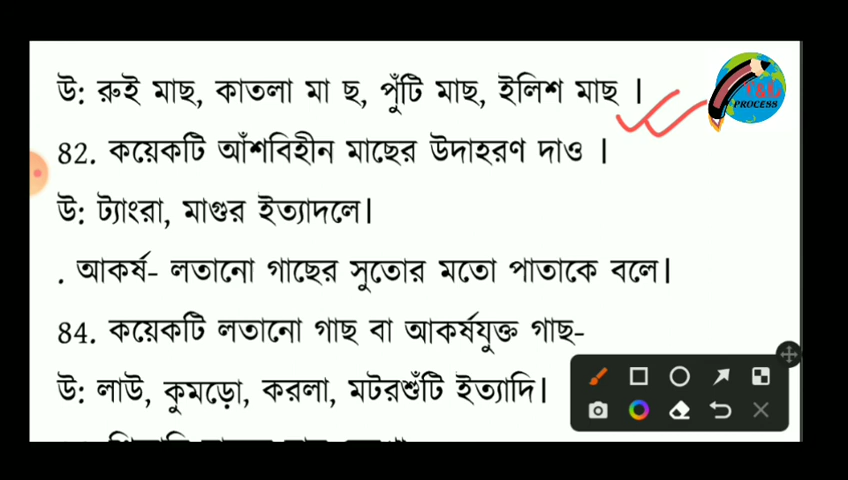 উ: রুই মাছ, কাতলা মা ছ, পুঁটি মাছ, ইলিশ মাছ ।
82. কয়েকটি আঁশবিহীন মাছের উদাহরণ দাও ।
উ: ট্যাংরা, মাগুর ইত্যাদলে।
. আকর্ষ- লতানো গাছের সুতোর মতো পাতাকে বলে।
84. কয়েকটি লতানো গাছ বা আকর্ষযুক্ত গাছ-
উ: লাউ, কুমড়ো, করলা, মটরশুঁটি ইত্যাদি।
PROCESS